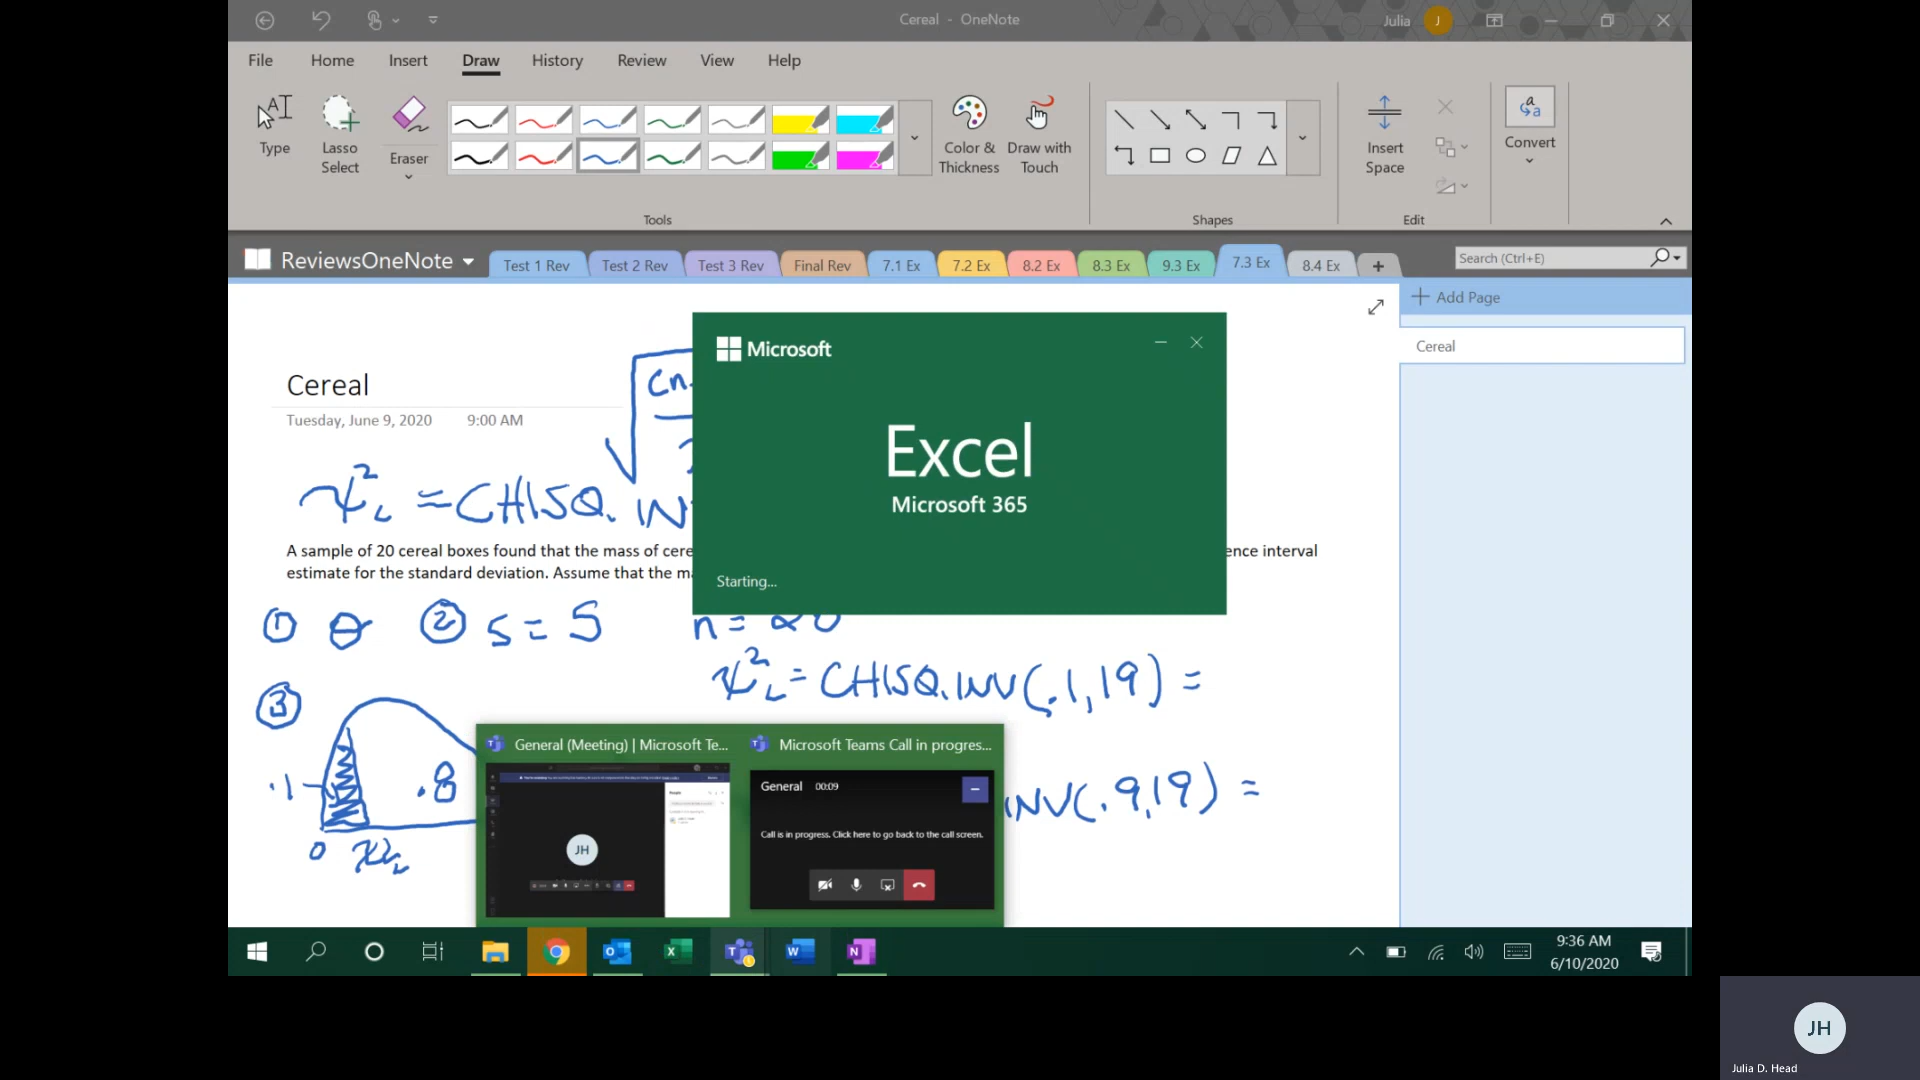 Cereal - OneNote
Julia
J
File Home Insert Draw History Review View Help
Type
Lasso Select
Eraser
Color & Thickness
Draw with Touch
Insert Space
Convert
Tools
Shapes
Edit
ReviewsOneNote
Test 1 Rev Test 2 Rev Test 3 Rev Final Rev 7.1 Ex 7.2 Ex 8.2 Ex 8.3 Ex 9.3 Ex 7.3 Ex 8.4 Ex
Search (Ctrl+E)
Add Page
Cereal
Cereal
Tuesday, June 9, 2020 9:00 AM
Microsoft
Excel
Microsoft 365
Starting...
= CHISQ. INV
A sample of 20 cereal boxes found that the mass of cere
ence interval
estimate for the standard deviation. Assume that the ma
① ② s = 5
n = 20
= CHISQ.INV(.1,19) =
③
.1
.8
0
INV(.9,19) =
General (Meeting) | Microsoft Te...
Microsoft Teams Call in progres...
JH
General 00:09
Call is in progress. Click here to go back to the call screen.
9:36 AM
6/10/2020
JH
Julia D. Head